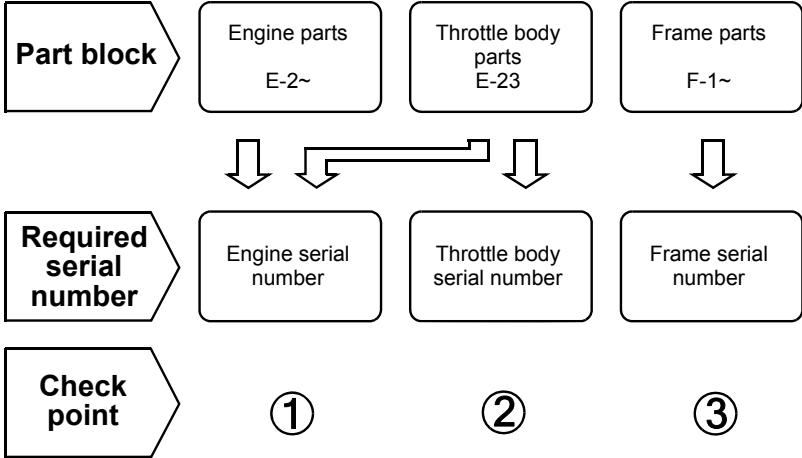 Part block
Engine parts
E-2~
Throttle body
parts
E-23
Frame parts
F-1~
Required
serial
number
Engine serial
number
Throttle body
serial number
Frame serial
number
Check
point
①
②
③